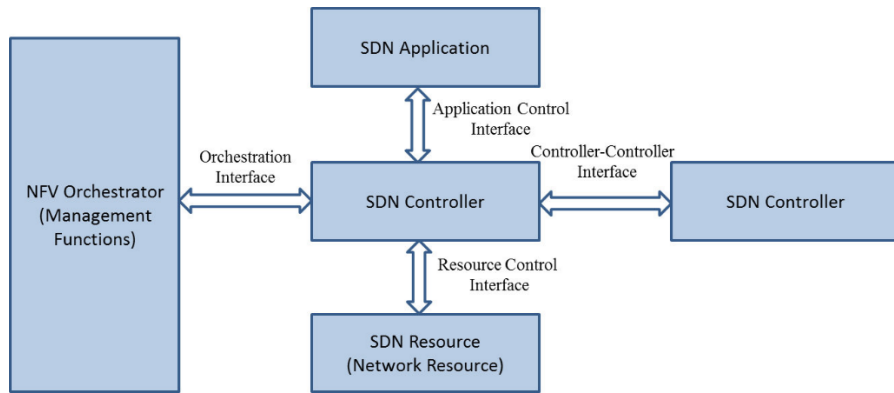 SDN Application
Application Control
Interface
Orchestration
Interface
Controller-Controller
Interface
NFV Orchestrator
(Management
Functions)
SDN Controller
SDN Controller
Resource Control
Interface
SDN Resource
(Network Resource)